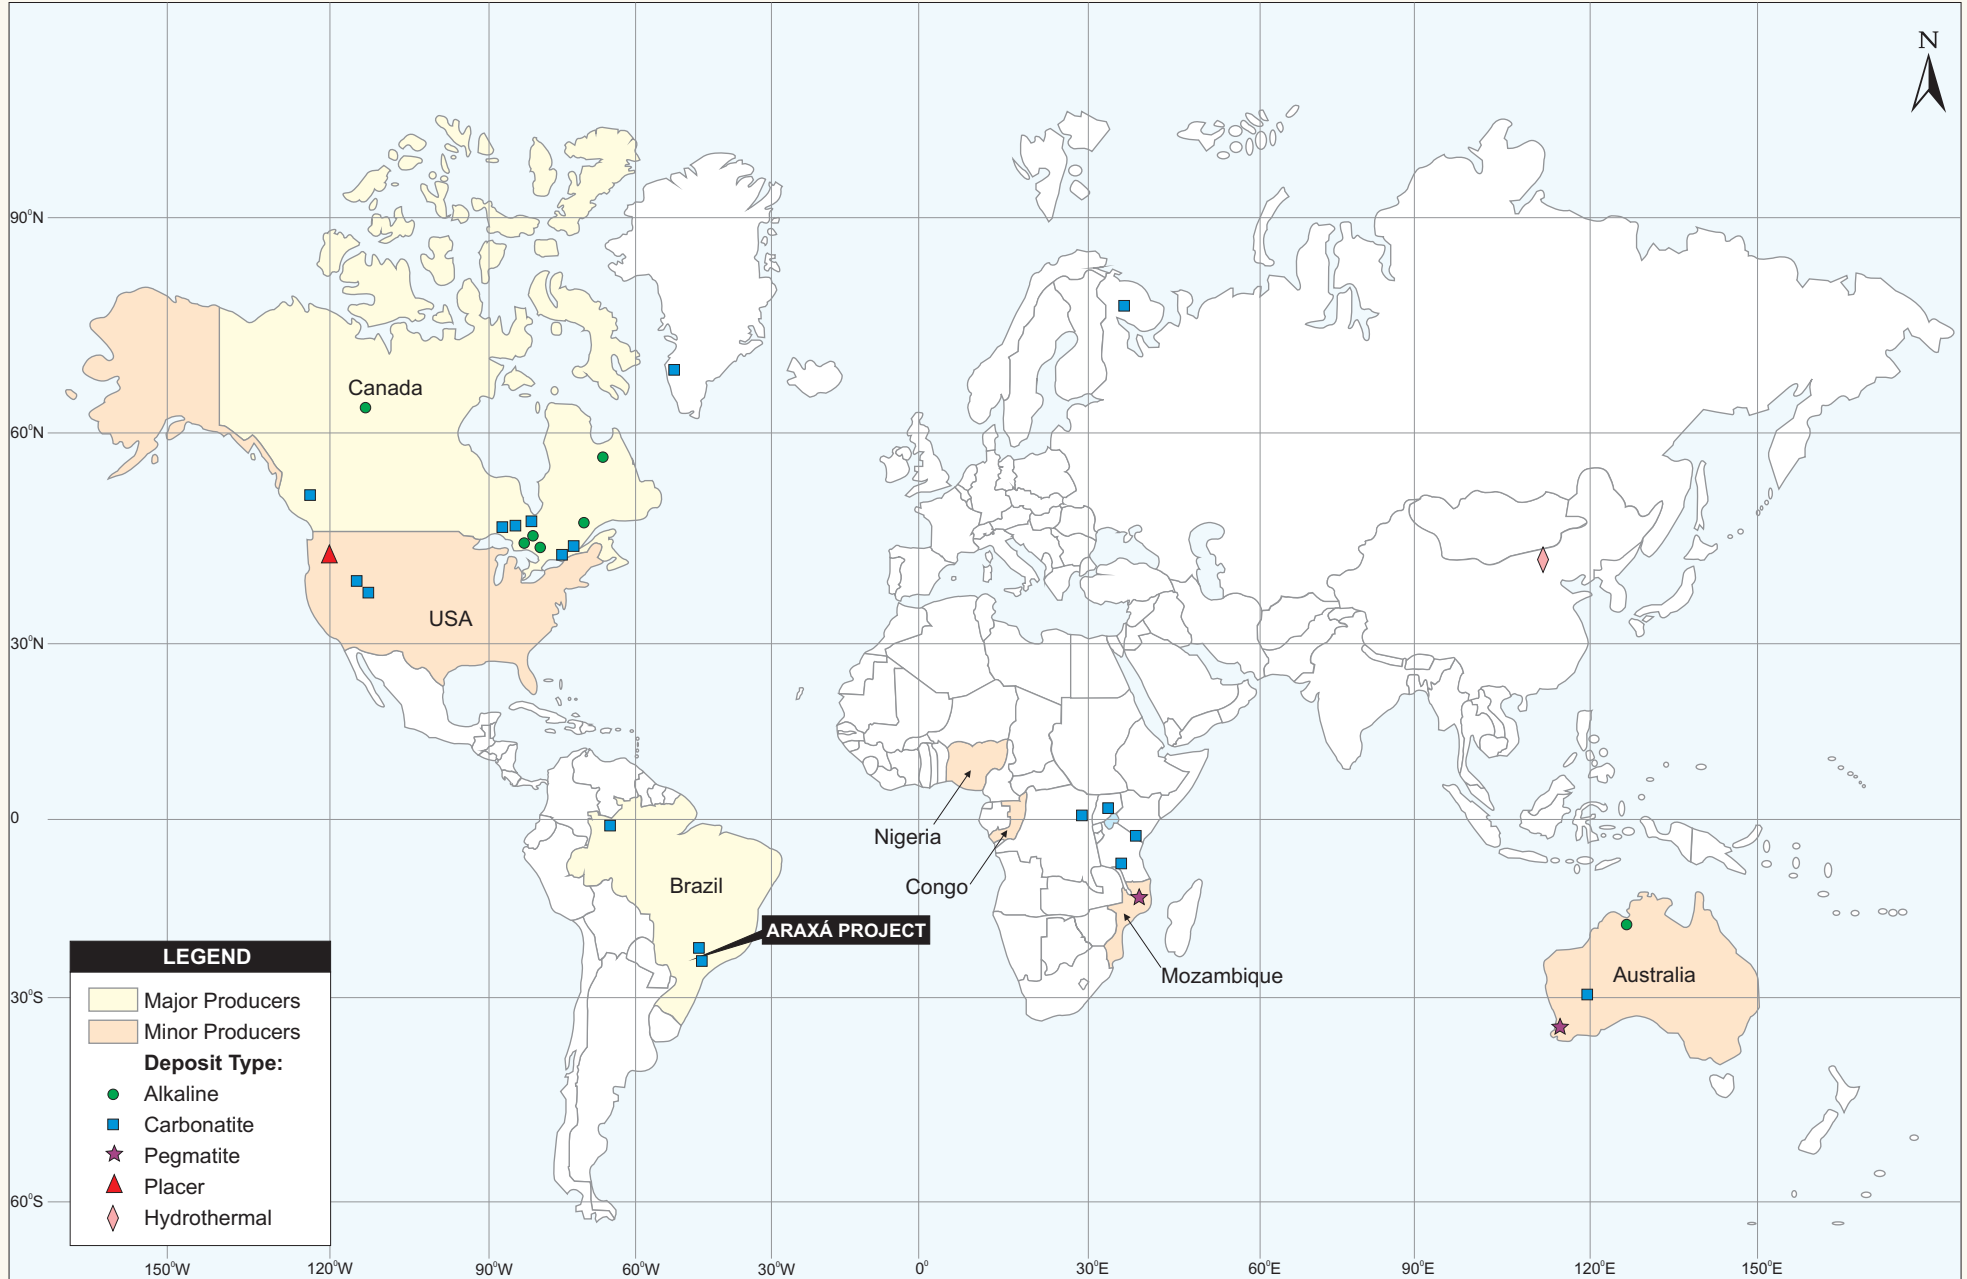 N
90°N
60°N
30°N
0
30°S
60°S
Canada
USA
Brazil
ARAXÁ PROJECT
Nigeria
Congo
Mozambique
Australia
LEGEND
Major Producers
Minor Producers
Deposit Type:
Alkaline
Carbonatite
Pegmatite
Placer
Hydrothermal
150°W 120°W 90°W 60°W 30°W 0° 30°E 60°E 90°E 120°E 150°E